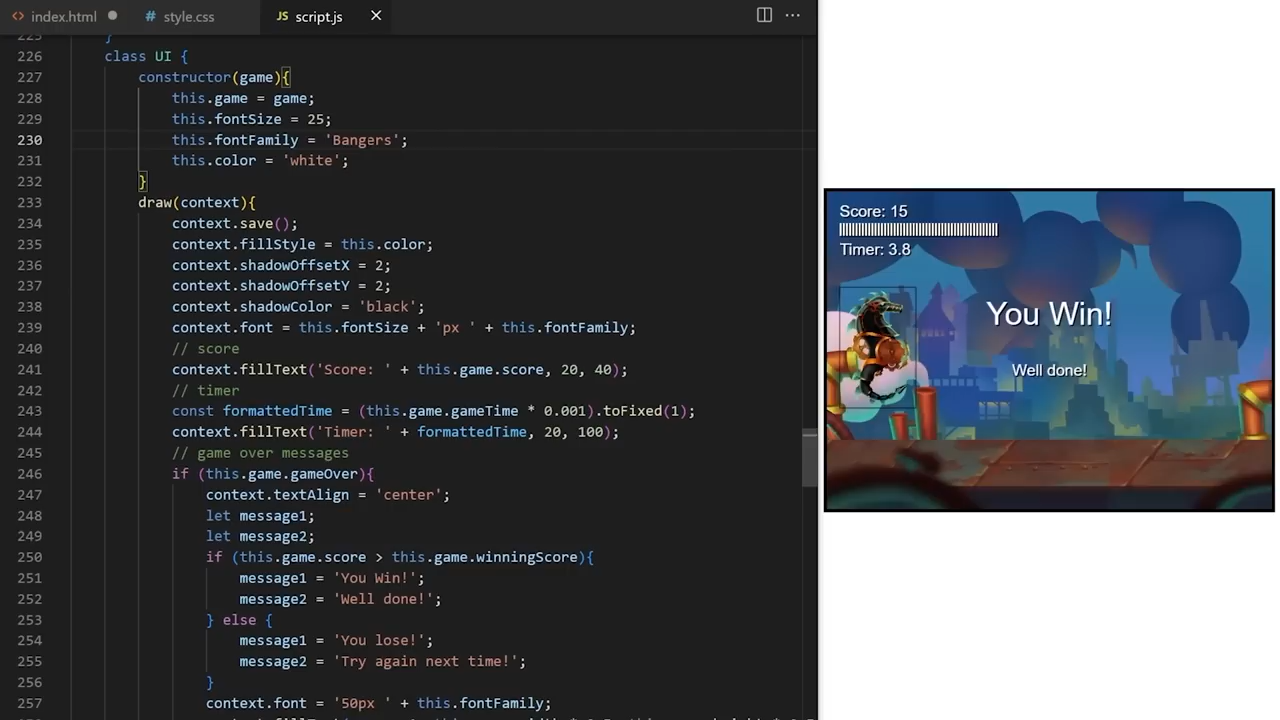 index.html
style.css
JS script.js
225 }
226 class UI {
227 constructor(game){
228 this.game = game;
229 this.fontSize = 25;
230 this.fontFamily = 'Bangers';
231 this.color = 'white';
232 }
233 draw(context){
234 context.save();
235 context.fillStyle = this.color;
236 context.shadowOffsetX = 2;
237 context.shadowOffsetY = 2;
238 context.shadowColor = 'black';
239 context.font = this.fontSize + 'px ' + this.fontFamily;
240 // score
241 context.fillText('Score: ' + this.game.score, 20, 40);
242 // timer
243 const formattedTime = (this.game.gameTime * 0.001).toFixed(1);
244 context.fillText('Timer: ' + formattedTime, 20, 100);
245 // game over messages
246 if (this.game.gameOver){
247 context.textAlign = 'center';
248 let message1;
249 let message2;
250 if (this.game.score > this.game.winningScore){
251 message1 = 'You Win!';
252 message2 = 'Well done!';
253 } else {
254 message1 = 'You lose!';
255 message2 = 'Try again next time!';
256 }
257 context.font = '50px ' + this.fontFamily;
Score: 15
Timer: 3.8
You Win!
Well done!